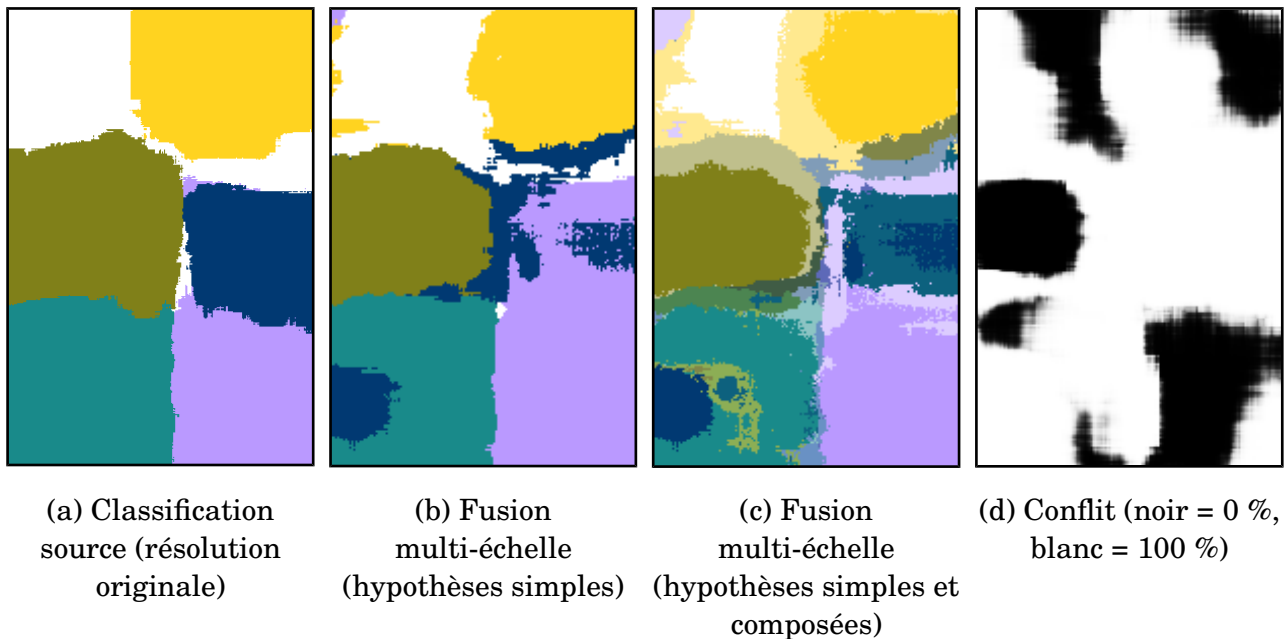 (a) Classification
source (résolution
originale)
(b) Fusion
multi-échelle
(hypothèses simples)
(c) Fusion
multi-échelle
(hypothèses simples et
composées)
(d) Conflit (noir = 0 %,
blanc = 100 %)